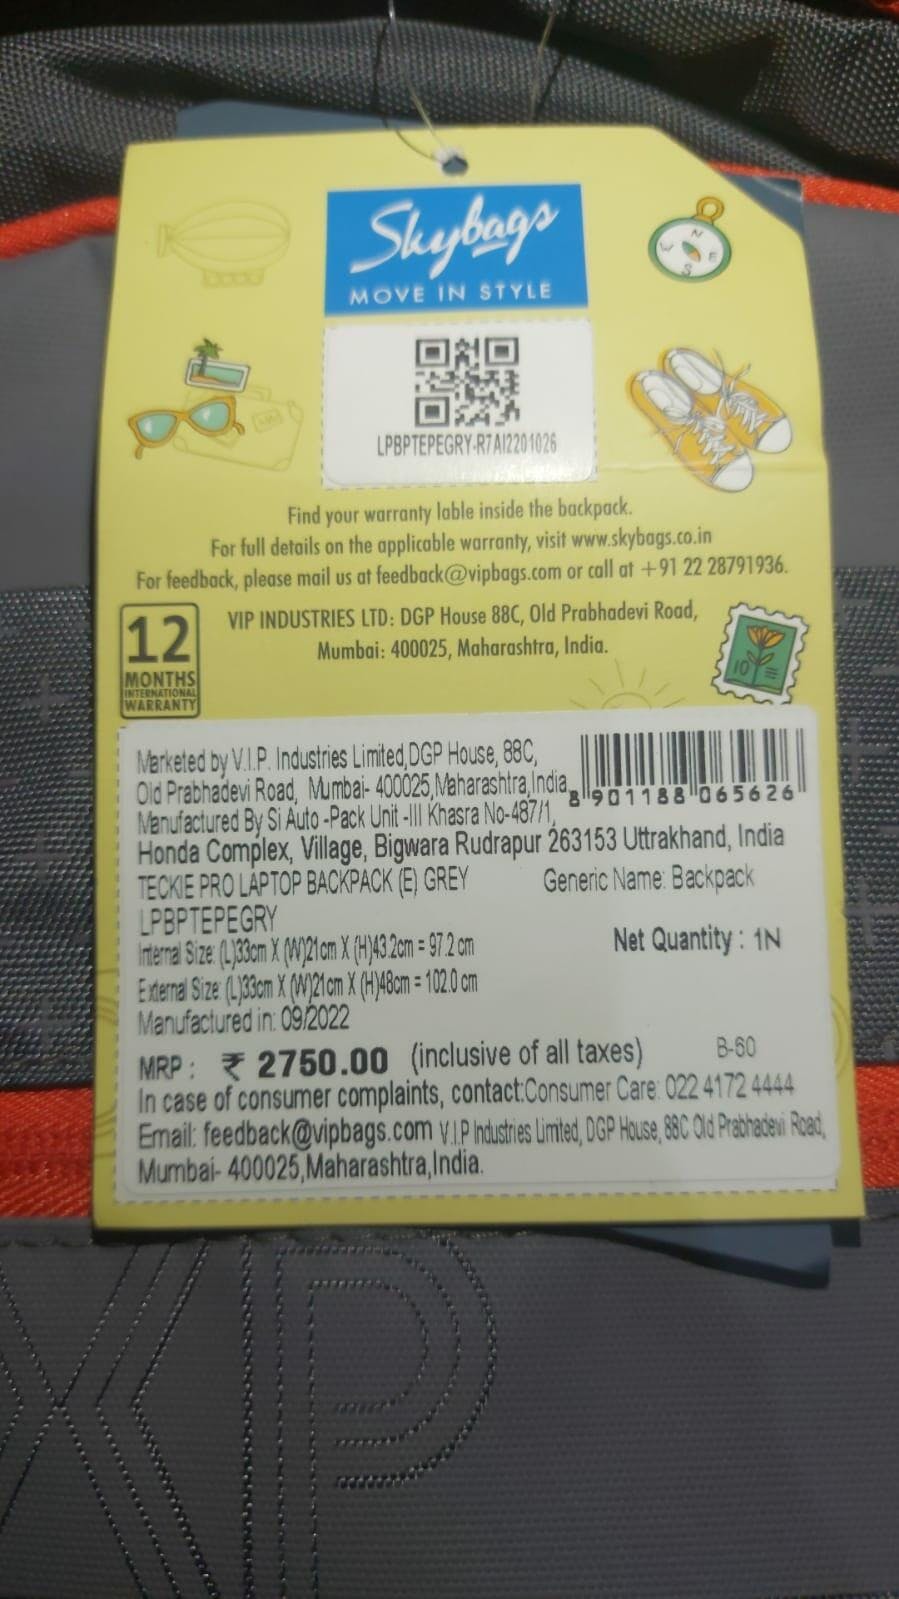 Skybags
MOVE IN STYLE
LPBPTEPEGRY-R7AI2201026
Find your warranty lable inside the backpack.
For full details on the applicable warranty, visit www.skybags.co.in
For feedback, please mail us at feedback@vipbags.com or call at +91 22 28791936.
12
MONTHS
INTERNATIONAL
WARRANTY
VIP INDUSTRIES LTD: DGP House 88C, Old Prabhadevi Road,
Mumbai: 400025, Maharashtra, India.
10
Marketed by V.I.P. Industries Limited,DGP House, 88C,
Old Prabhadevi Road, Mumbai- 400025,Maharashtra,India
8 901188 065626
Manufactured By Si Auto -Pack Unit -III Khasra No-487/1,
Honda Complex, Village, Bigwara Rudrapur 263153 Uttrakhand, India
TECKIE PRO LAPTOP BACKPACK (E) GREY Generic Name: Backpack
LPBPTEPEGRY
Internal Size: (L)33cm X (W)21cm X (H)43.2cm = 97.2 cm Net Quantity : 1N
External Size: (L)33cm X (W)21cm X (H)48cm = 102.0 cm
Manufactured in: 09/2022
MRP : ₹ 2750.00 (inclusive of all taxes) B-60
In case of consumer complaints, contact:Consumer Care: 022 4172 4444
Email: feedback@vipbags.com V.I.P Industries Limited, DGP House, 88C Old Prabhadevi Road,
Mumbai- 400025,Maharashtra,India.
XP